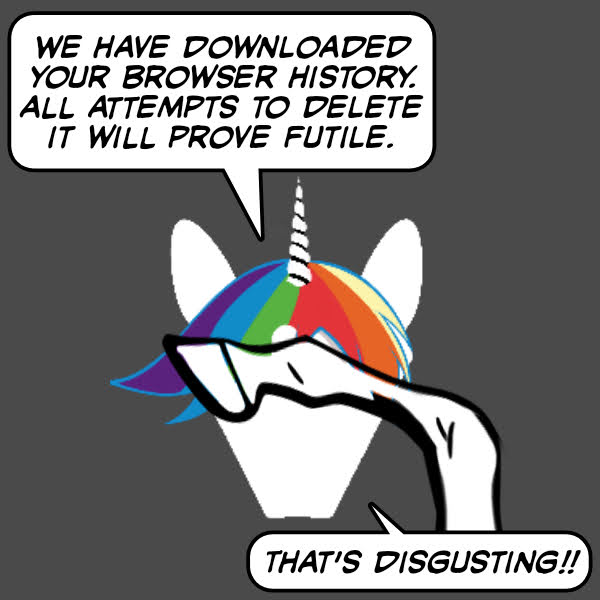 WE HAVE DOWNLOADED
YOUR BROWSER HISTORY.
ALL ATTEMPTS TO DELETE
IT WILL PROVE FUTILE.
THAT'S DISGUSTING!!